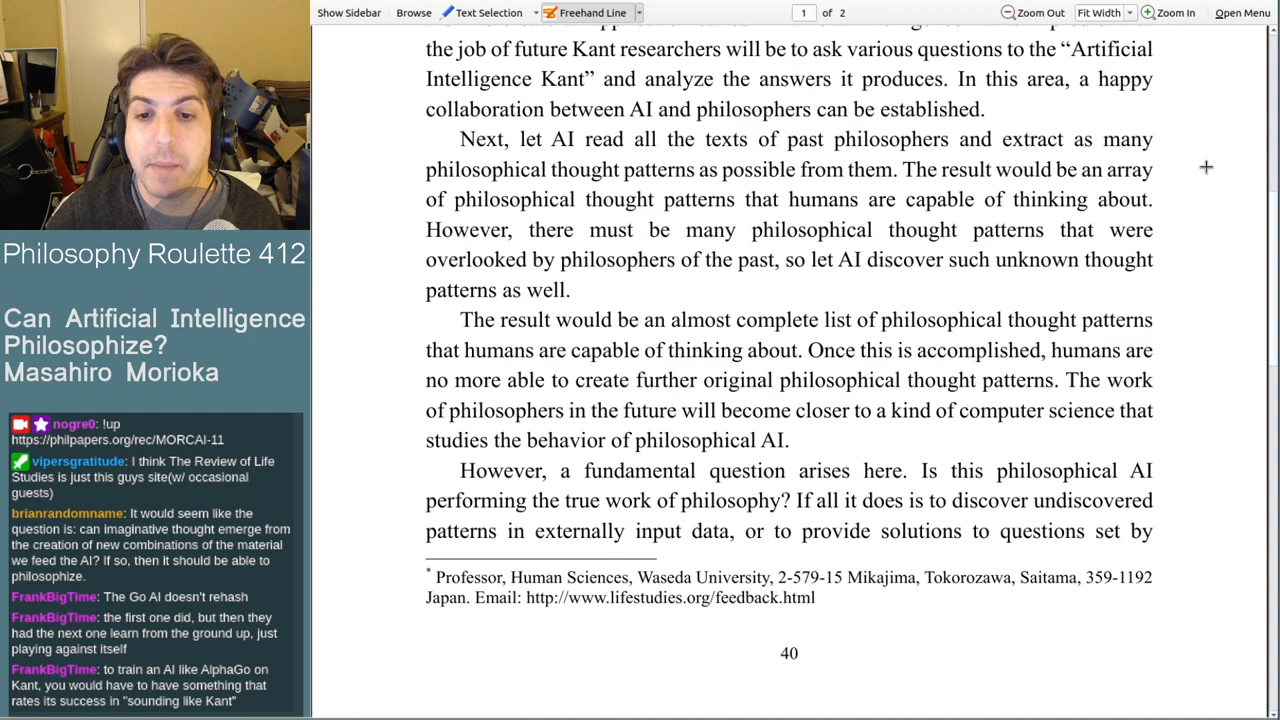 Show Sidebar Browse Text Selection Freehand Line 1 of 2 Zoom Out Fit Width Zoom In Open Menu
the job of future Kant researchers will be to ask various questions to the “Artificial
Intelligence Kant” and analyze the answers it produces. In this area, a happy
collaboration between AI and philosophers can be established.
Next, let AI read all the texts of past philosophers and extract as many
philosophical thought patterns as possible from them. The result would be an array
of philosophical thought patterns that humans are capable of thinking about.
However, there must be many philosophical thought patterns that were
overlooked by philosophers of the past, so let AI discover such unknown thought
patterns as well.
The result would be an almost complete list of philosophical thought patterns
that humans are capable of thinking about. Once this is accomplished, humans are
no more able to create further original philosophical thought patterns. The work
of philosophers in the future will become closer to a kind of computer science that
studies the behavior of philosophical AI.
However, a fundamental question arises here. Is this philosophical AI
performing the true work of philosophy? If all it does is to discover undiscovered
patterns in externally input data, or to provide solutions to questions set by
* Professor, Human Sciences, Waseda University, 2-579-15 Mikajima, Tokorozawa, Saitama, 359-1192
Japan. Email: http://www.lifestudies.org/feedback.html
40
Philosophy Roulette 412
Can Artificial Intelligence
Philosophize?
Masahiro Morioka
nogre0: !up
https://philpapers.org/rec/MORCAI-11
vipersgratitude: I think The Review of Life
Studies is just this guys site(w/ occasional
guests)
brianrandomname: It would seem like the
question is: can imaginative thought emerge from
the creation of new combinations of the material
we feed the AI? If so, then it should be able to
philosophize.
FrankBigTime: The Go AI doesn't rehash
FrankBigTime: the first one did, but then they
had the next one learn from the ground up, just
playing against itself
FrankBigTime: to train an AI like AlphaGo on
Kant, you would have to have something that
rates its success in "sounding like Kant"